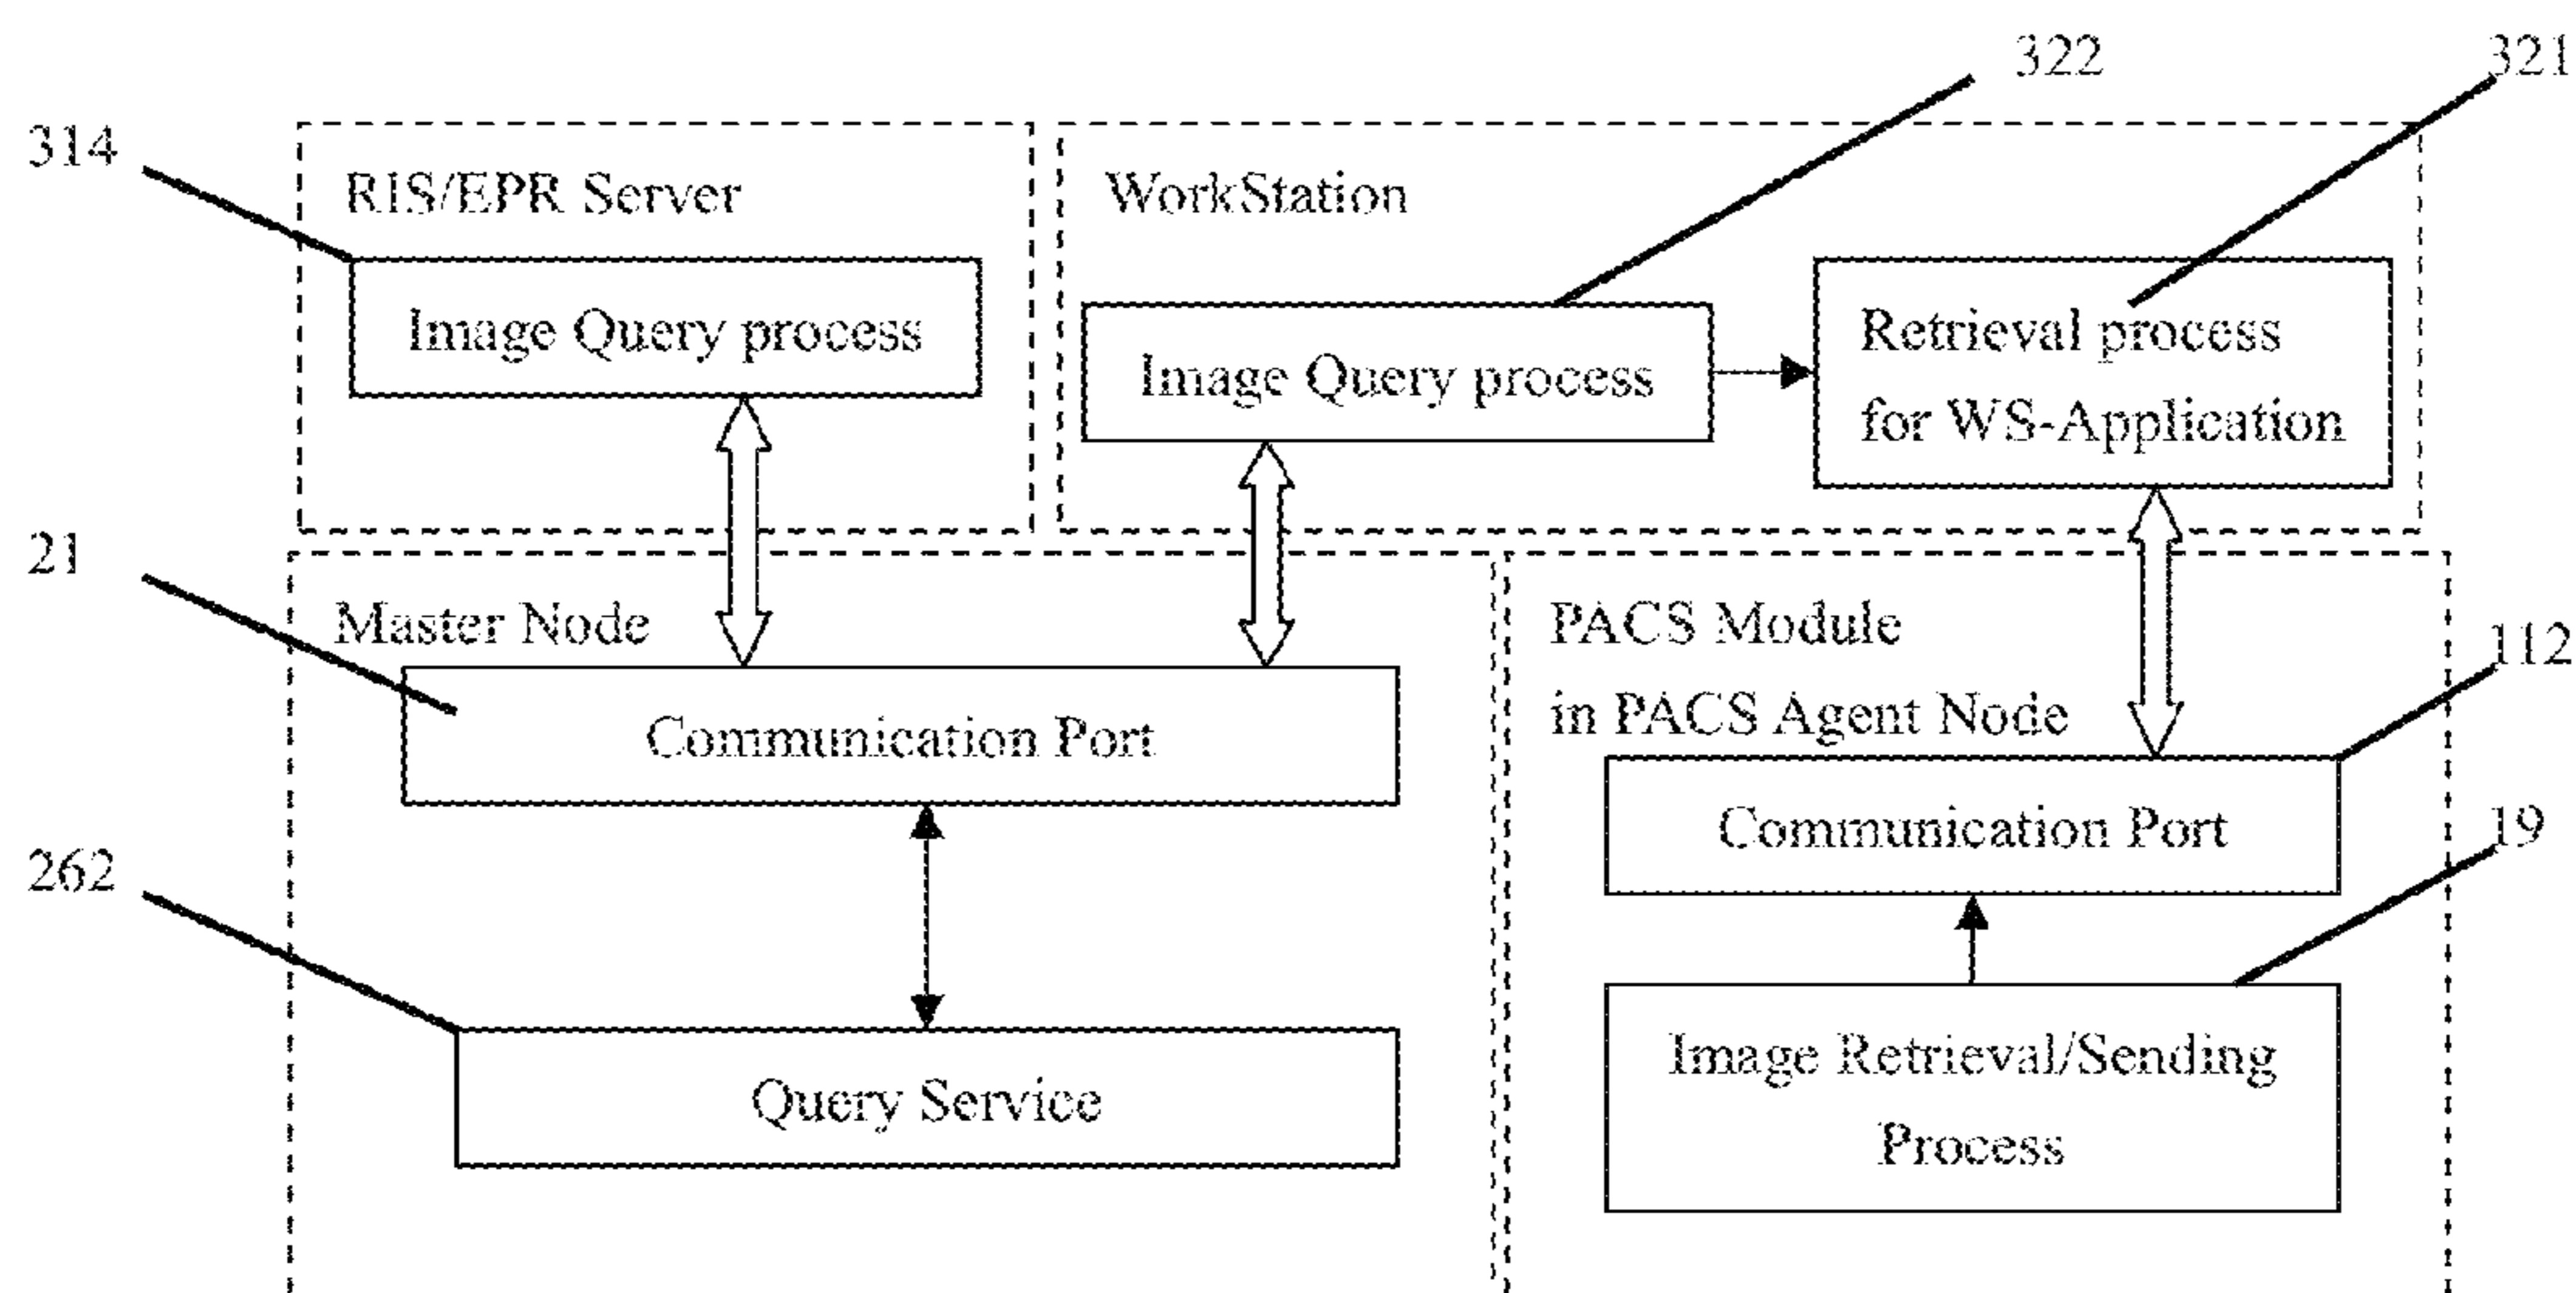 322
321
314
RIS/EPR Server
WorkStation
Image Query process
Image Query process
Retrieval process
for WS-Application
21
Master Node
PACS Module
in PACS Agent Node
112
Communication Port
Communication Port
19
262
Query Service
Image Retrieval/Sending
Process